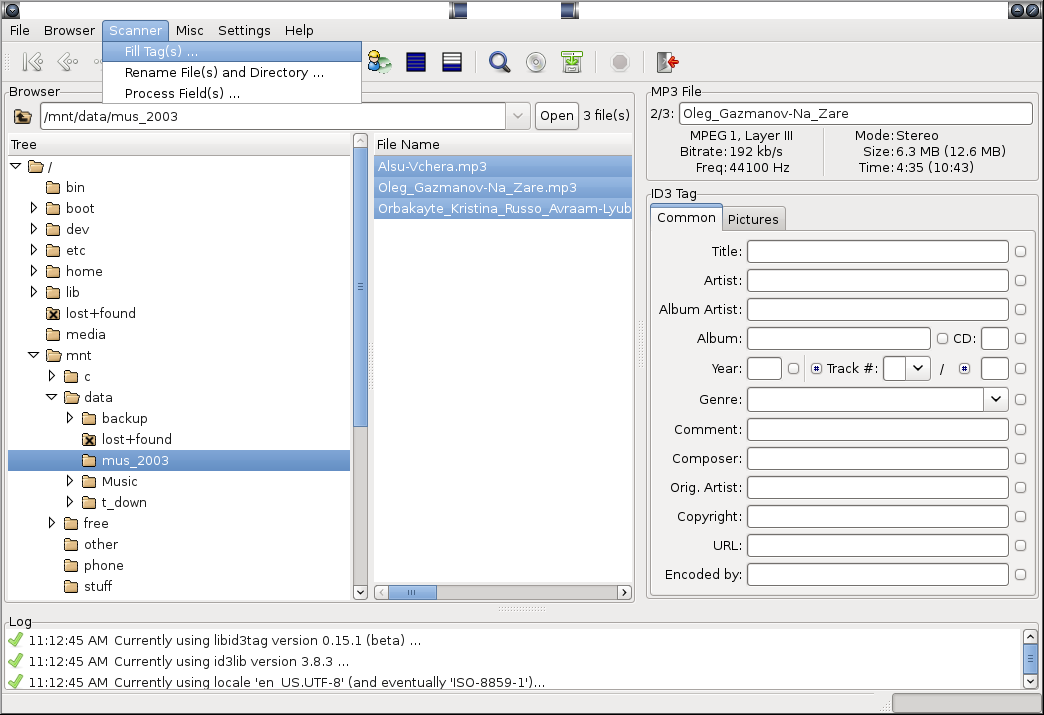 File Browser Scanner Misc Settings Help
Fill Tag(s) ...
Rename File(s) and Directory ...
Process Field(s) ...
Browser
/mnt/data/mus_2003 Open 3 file(s)
Tree
/
bin
boot
dev
etc
home
lib
lost+found
media
mnt
c
data
backup
lost+found
mus_2003
Music
t_down
free
other
phone
stuff
File Name
Alsu-Vchera.mp3
Oleg_Gazmanov-Na_Zare.mp3
Orbakayte_Kristina_Russo_Avraam-Lyub
MP3 File
2/3: Oleg_Gazmanov-Na_Zare
MPEG 1, Layer III Mode: Stereo
Bitrate: 192 kb/s Size: 6.3 MB (12.6 MB)
Freq: 44100 Hz Time: 4:35 (10:43)
ID3 Tag
Common Pictures
Title:
Artist:
Album Artist:
Album: CD:
Year: Track #: /
Genre:
Comment:
Composer:
Orig. Artist:
Copyright:
URL:
Encoded by:
Log
11:12:45 AM Currently using libid3tag version 0.15.1 (beta) ...
11:12:45 AM Currently using id3lib version 3.8.3 ...
11:12:45 AM Currently using locale 'en_US.UTF-8' (and eventually 'ISO-8859-1')...